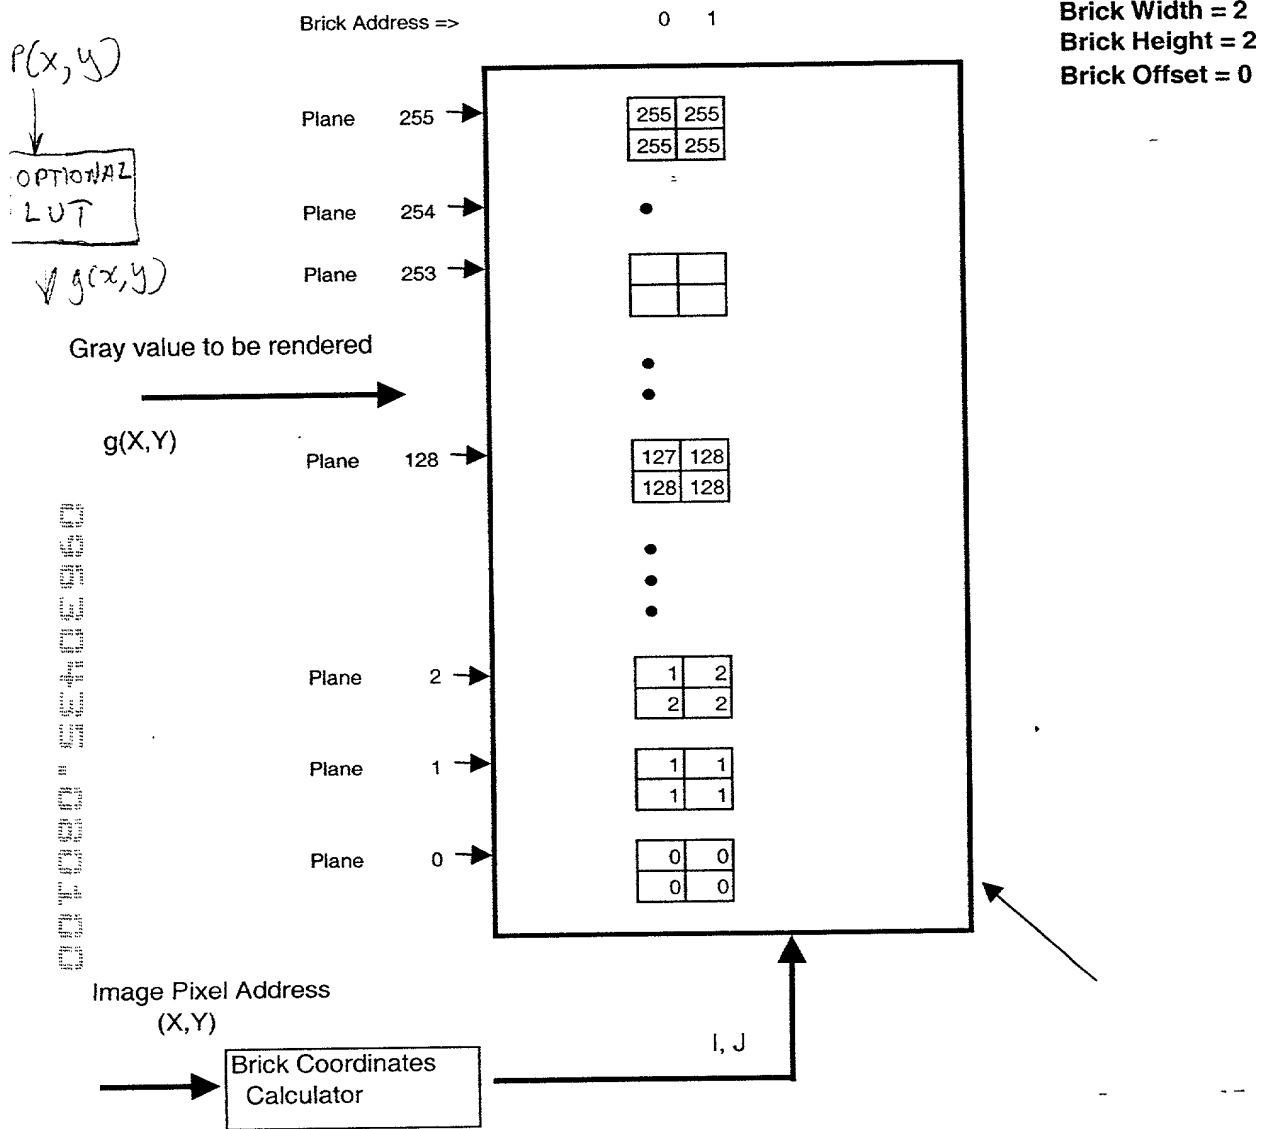 Brick Address => 0 1
Brick Width = 2
Brick Height = 2
Brick Offset = 0
P(x,y)
OPTIONAL
LUT
g(x,y)
Plane 255
255 255
255 255
Plane 254
Plane 253
Gray value to be rendered
g(X,Y)
Plane 128
127 128
128 128
Plane 2
1 2
2 2
Plane 1
1 1
1 1
Plane 0
0 0
0 0
Image Pixel Address
(X,Y)
I, J
Brick Coordinates
Calculator